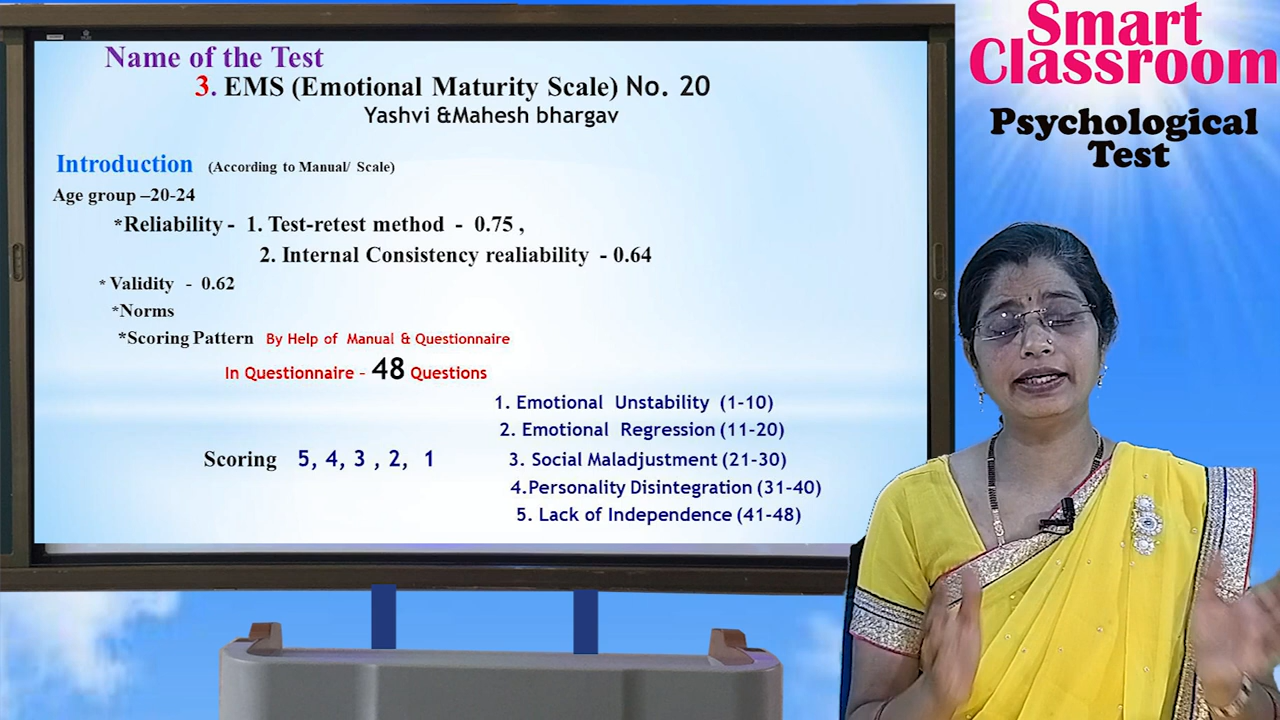 Name of the Test
3. EMS (Emotional Maturity Scale) No. 20
Yashvi &Mahesh bhargav
Introduction (According to Manual/ Scale)
Age group –20-24
*Reliability - 1. Test-retest method - 0.75 ,
2. Internal Consistency realiability - 0.64
* Validity - 0.62
*Norms
*Scoring Pattern By Help of Manual & Questionnaire
In Questionnaire – 48 Questions
1. Emotional Unstability (1-10)
2. Emotional Regression (11-20)
Scoring 5, 4, 3 , 2, 1
3. Social Maladjustment (21-30)
4.Personality Disintegration (31-40)
5. Lack of Independence (41-48)
Smart
Classroom
Psychological
Test